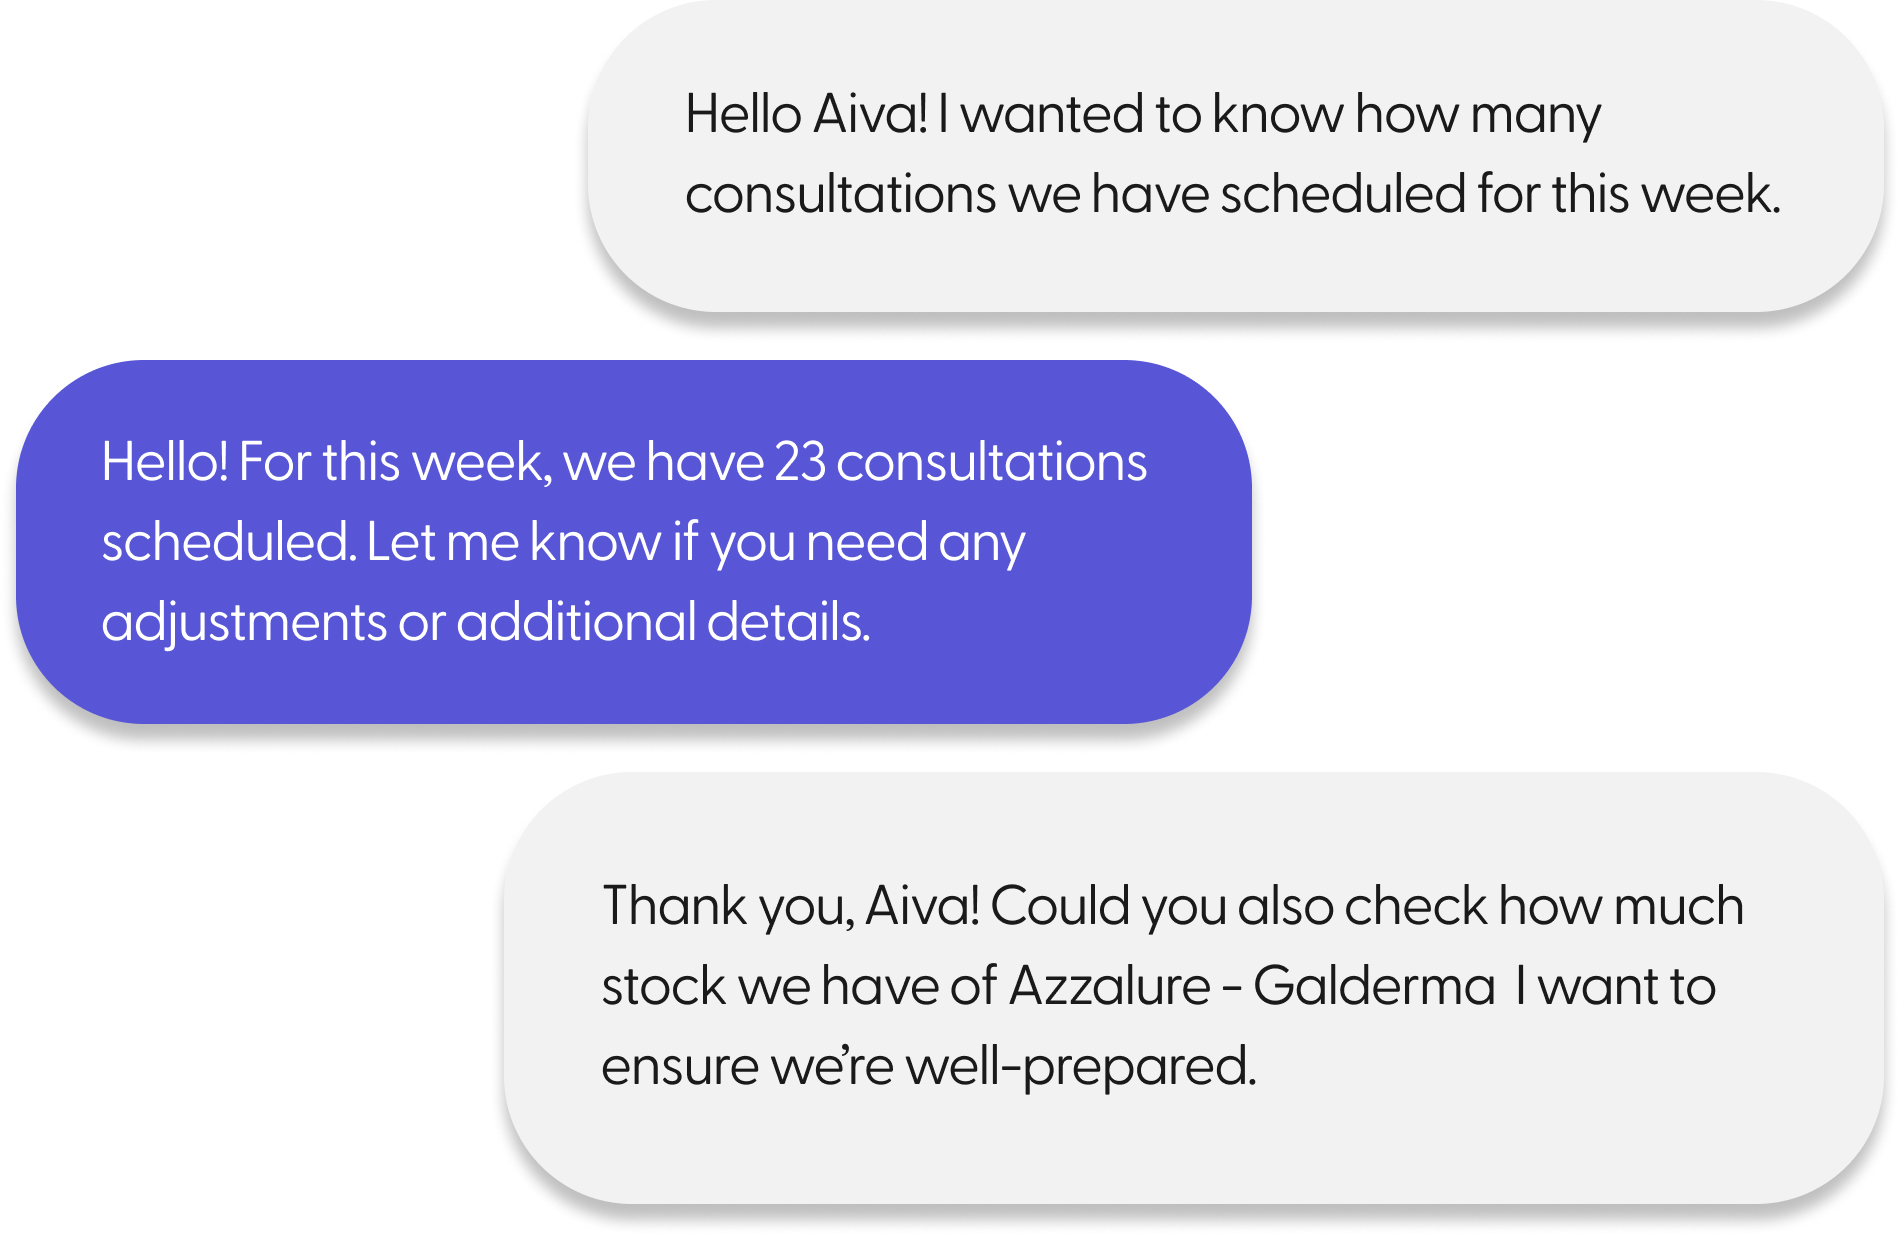 Hello Aiva! I wanted to know how many
consultations we have scheduled for this week.
Hello! For this week, we have 23 consultations
scheduled. Let me know if you need any
adjustments or additional details.
Thank you, Aiva! Could you also check how much
stock we have of Azzalure - Galderma  I want to
ensure we’re well-prepared.